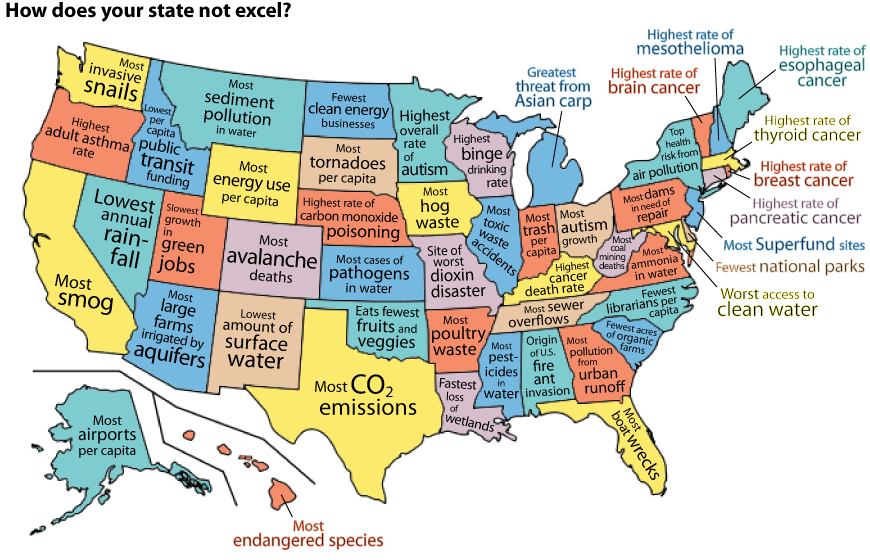 How does your state not excel?
Most
invasive
snails
Highest
adult asthma
rate
Lowest
per
capita
public
transit
funding
Most
sediment
pollution
in water
Fewest
clean energy
businesses
Highest
overall
rate
of
autism
Highest
binge
drinking
rate
Greatest
threat from
Asian carp
Highest rate of
mesothelioma
Highest rate of
brain cancer
Highest rate of
esophageal
cancer
Highest rate of
thyroid cancer
Highest rate of
breast cancer
Highest rate of
pancreatic cancer
Most Superfund sites
Fewest national parks
Worst access to
clean water
Top
health
risk from
air pollution
Most dams
in need of
repair
Most
energy use
per capita
Most
tornadoes
per capita
Highest rate of
carbon monoxide
poisoning
Most
hog
waste
Most
toxic
waste
accidents
Most
trash
per
capita
Most
autism
growth
Most
coal
mining
deaths
Most
ammonia
in water
Lowest
annual
rain-
fall
Slowest
growth
in
green
jobs
Most
avalanche
deaths
Most cases of
pathogens
in water
Site of
worst
dioxin
disaster
Highest
cancer
death rate
Most sewer
overflows
Fewest
librarians per
capita
Most
smog
Most
large
farms
irrigated by
aquifers
Lowest
amount of
surface
water
Eats fewest
fruits and
veggies
Most
poultry
waste
Most
pest-
icides
in
water
Origin
of U.S.
fire
ant
invasion
Most
pollution
from
urban
runoff
Fewest acres
of organic
farms
Most CO2
emissions
Fastest
loss
of
wetlands
Most
boat wrecks
Most
airports
per capita
Most
endangered species